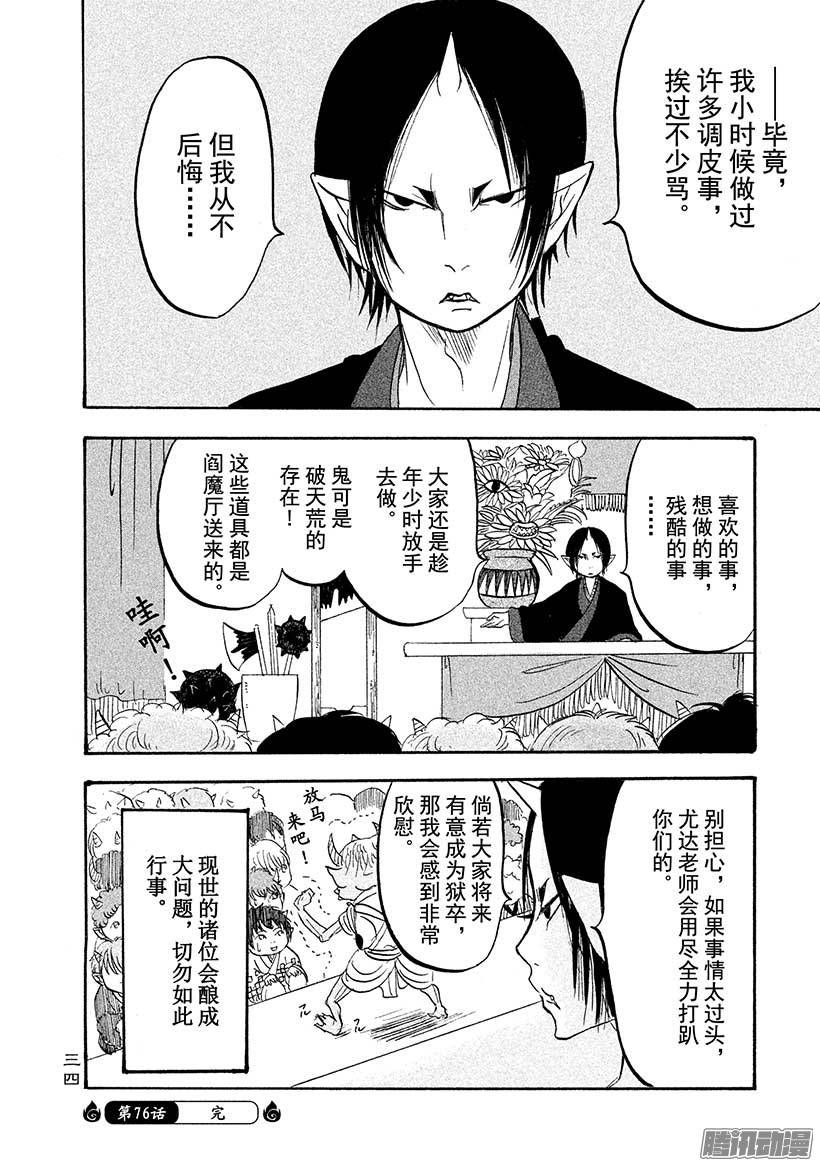 ——毕竟，
我小时候做过
许多调皮事，
挨过不少骂。
但我从不
后悔……
喜欢的事，
想做的事，
残酷的事
……
大家还是趁
年少时放手
去做。
鬼可是
破天荒的
存在！
这些道具都是
阎魔厅送来的。
哇啊！
别担心，如果事情太过头，
尤达老师会用尽全力打趴
你们的。
倘若大家将来
有意成为狱卒，
那我会感到非常
欣慰。
放马
来吧！
现世的诸位会酿成
大问题，切勿如此
行事。
三四
第76话
完
腾讯动漫